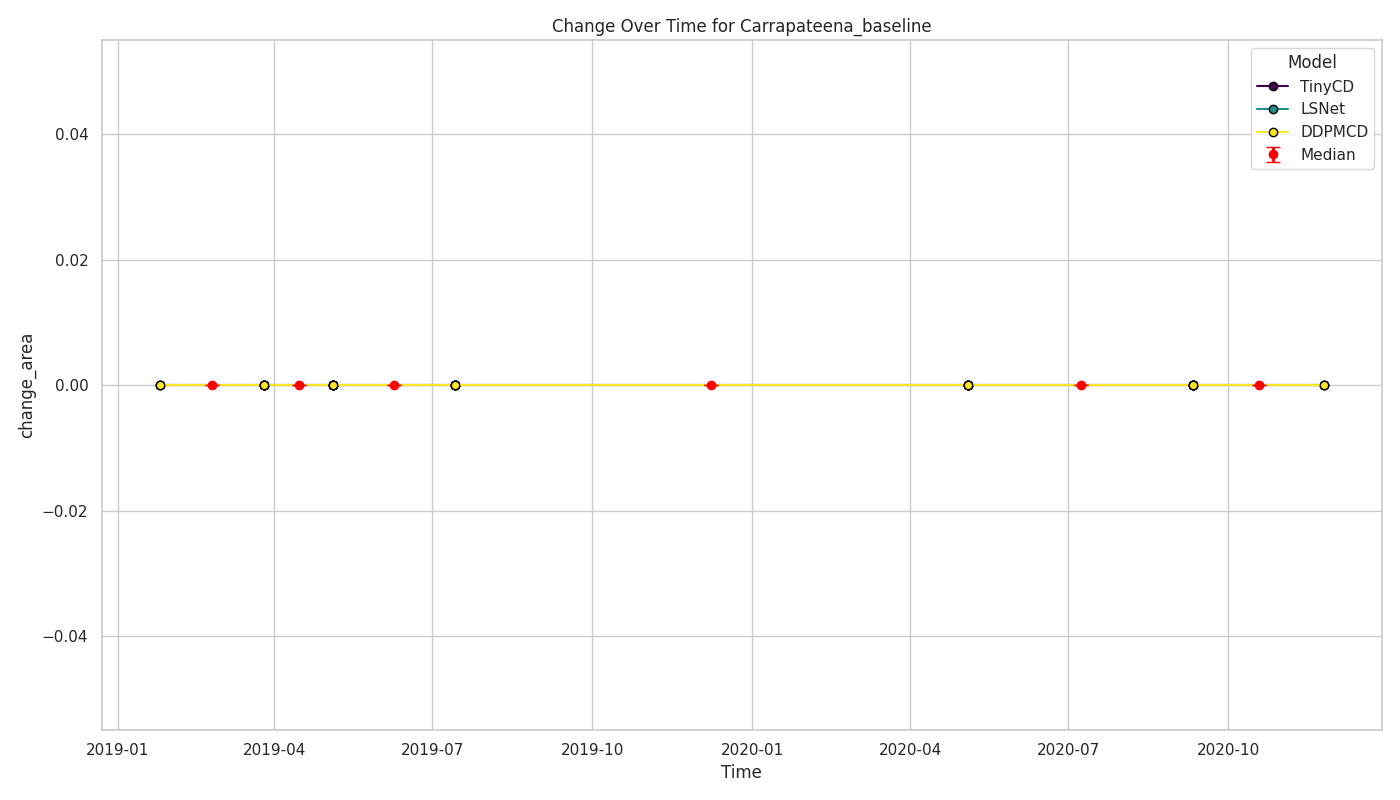 Change Over Time for Carrapateena_baseline
Model
TinyCD
LSNet
DDPMCD
Median
0.04
0.02
0.00
−0.02
−0.04
change_area
2019-01 2019-04 2019-07 2019-10 2020-01 2020-04 2020-07 2020-10
Time